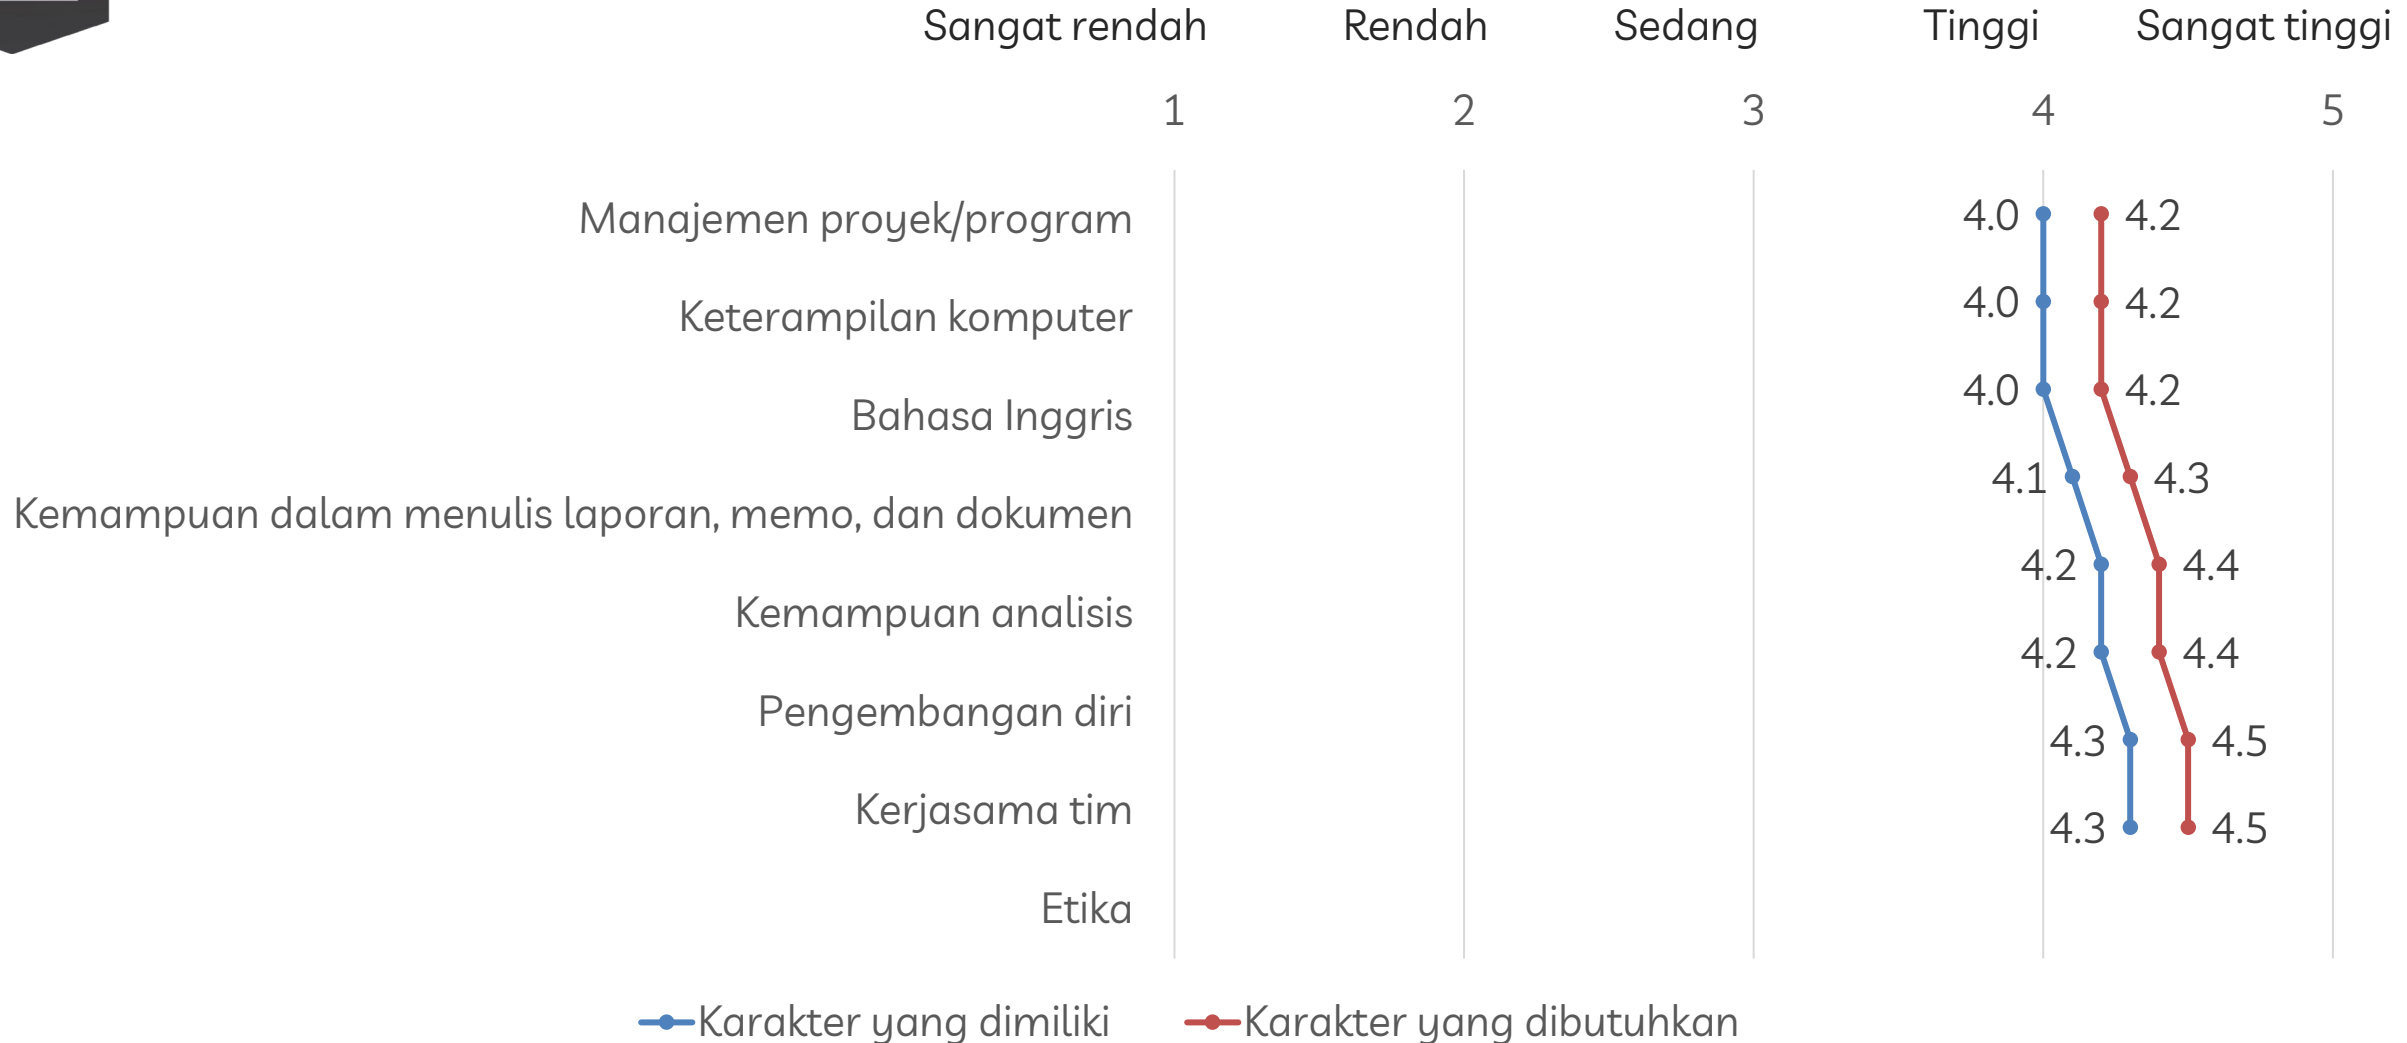 Sangat rendah Rendah Sedang Tinggi Sangat tinggi
1 2 3 4 5
Manajemen proyek/program 4.0 4.2
Keterampilan komputer 4.0 4.2
Bahasa Inggris 4.0 4.2
Kemampuan dalam menulis laporan, memo, dan dokumen 4.1 4.3
Kemampuan analisis 4.2 4.4
Pengembangan diri 4.2 4.4
Kerjasama tim 4.3 4.5
Etika 4.3 4.5
Karakter yang dimiliki Karakter yang dibutuhkan